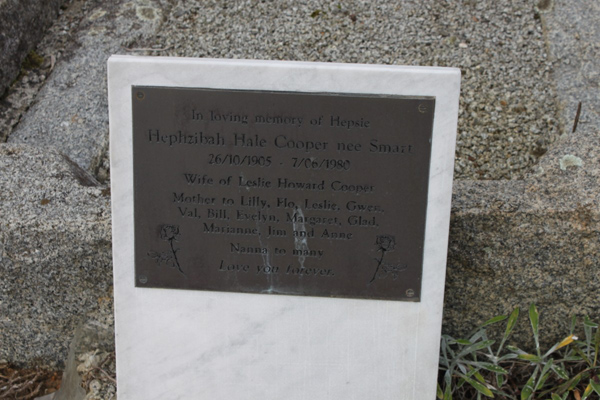 In loving memory of Hepsie
Hephzibah Hale Cooper nee Smart
26/10/1905 - 7/06/1980
Wife of Leslie Howard Cooper
Mother to Lilly, Flo, Leslie, Gwen,
Val, Bill, Evelyn, Margaret, Glad,
Marianne, Jim and Anne
Nanna to many
Love you forever